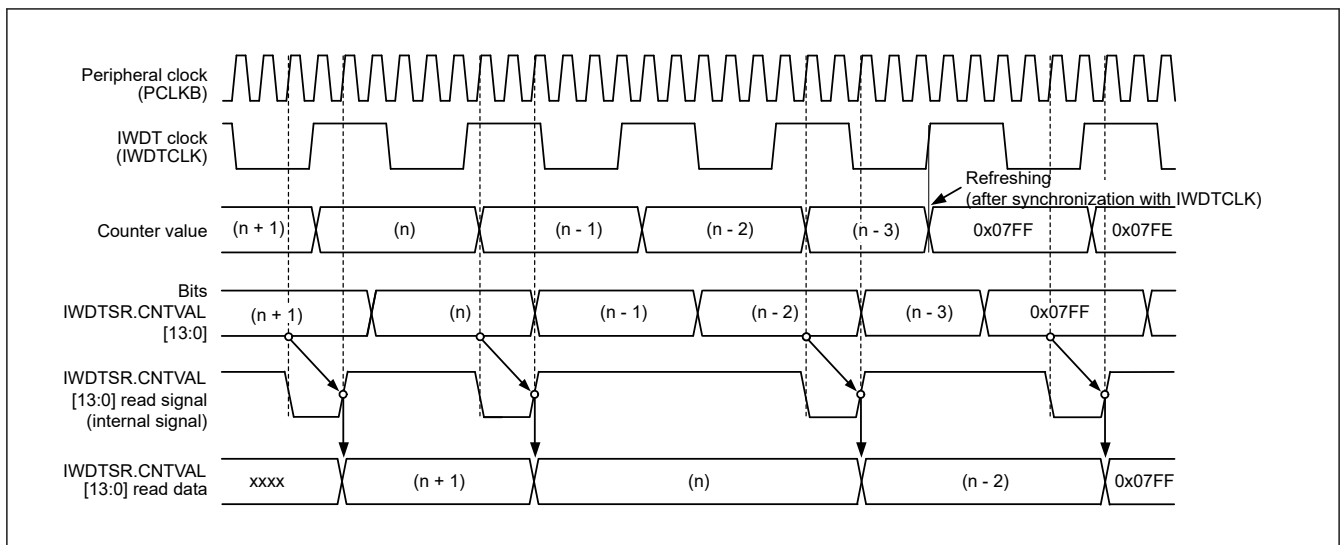 Peripheral clock
(PCLKB)
IWDT clock
(IWDTCLK)
Refreshing
(after synchronization with IWDTCLK)
Counter value
(n + 1)
(n)
(n - 1)
(n - 2)
(n - 3)
0x07FF
0x07FE
Bits
IWDTSR.CNTVAL
[13:0]
(n + 1)
(n)
(n - 1)
(n - 2)
(n - 3)
0x07FF
IWDTSR.CNTVAL
[13:0] read signal
(internal signal)
IWDTSR.CNTVAL
[13:0] read data
xxxx
(n + 1)
(n)
(n - 2)
0x07FF